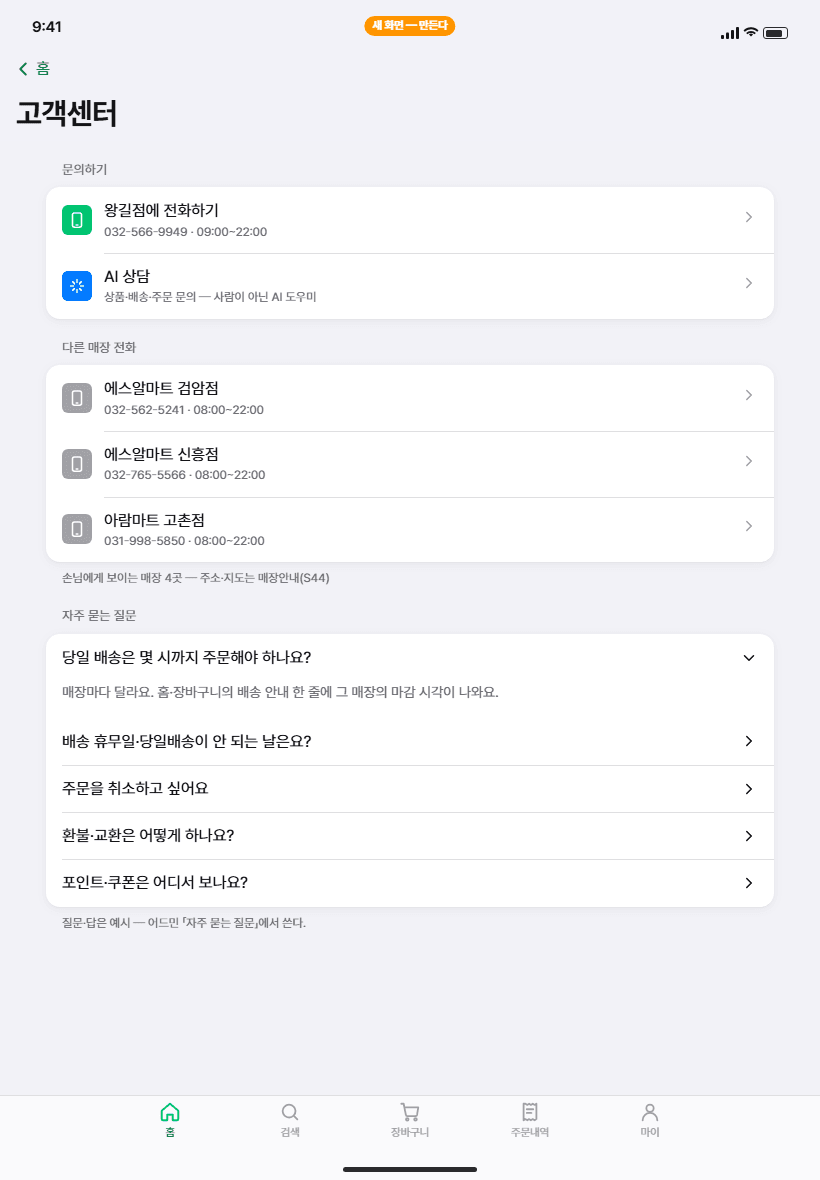 9:41
새 화면 — 만든다
홈
고객센터
문의하기
왕길점에 전화하기
032-566-9949 · 09:00~22:00
AI 상담
상품·배송·주문 문의 — 사람이 아닌 AI 도우미
다른 매장 전화
에스알마트 검암점
032-562-5241 · 08:00~22:00
에스알마트 신흥점
032-765-5566 · 08:00~22:00
아람마트 고촌점
031-998-5850 · 08:00~22:00
손님에게 보이는 매장 4곳 — 주소·지도는 매장안내(S44)
자주 묻는 질문
당일 배송은 몇 시까지 주문해야 하나요?
매장마다 달라요. 홈·장바구니의 배송 안내 한 줄에 그 매장의 마감 시각이 나와요.
배송 휴무일·당일배송이 안 되는 날은요?
주문을 취소하고 싶어요
환불·교환은 어떻게 하나요?
포인트·쿠폰은 어디서 보나요?
질문·답은 예시 — 어드민 「자주 묻는 질문」에서 쓴다.
홈
검색
장바구니
주문내역
마이